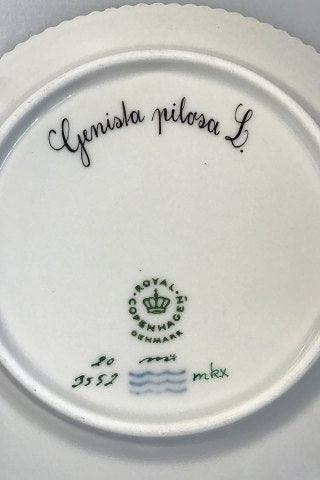 Genista pilosa L.
ROYAL
COPENHAGEN
DENMARK
20
3552
mkx